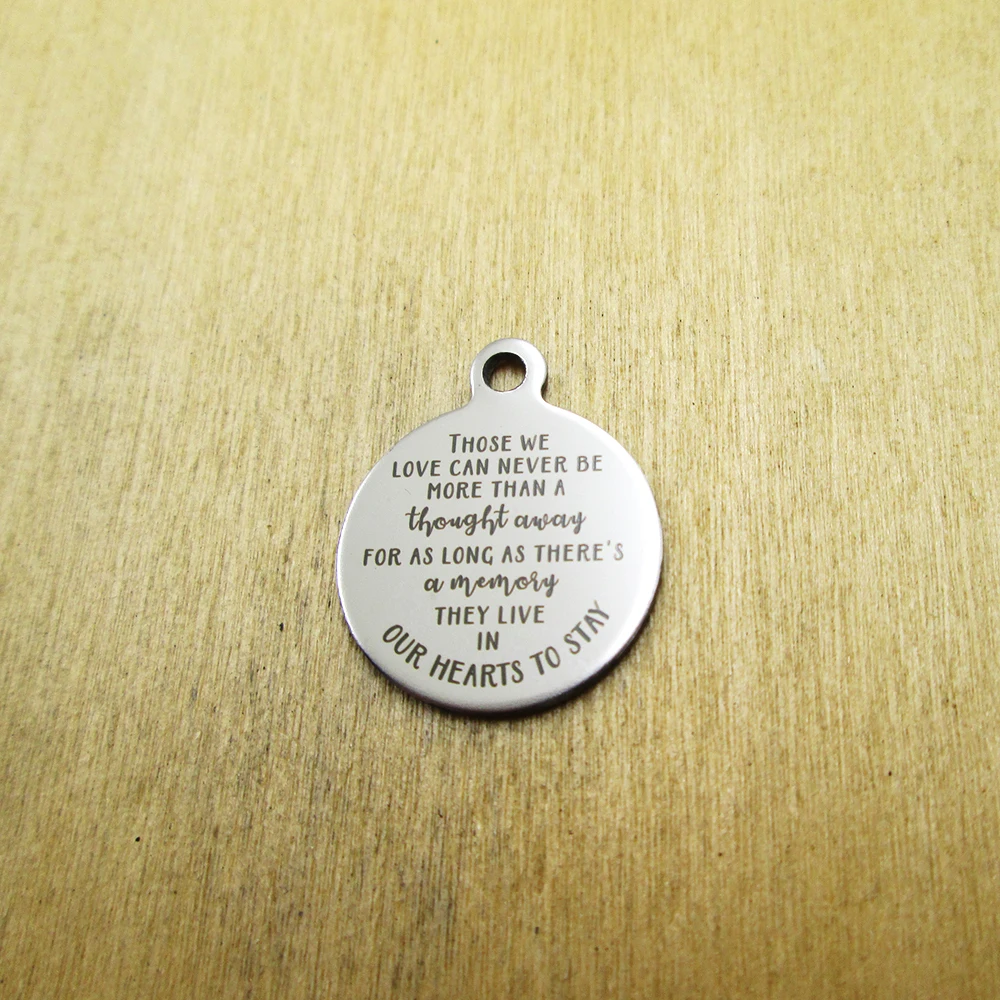 THOSE WE
LOVE CAN NEVER BE
MORE THAN A
thought away
FOR AS LONG AS THERE'S
a memory
THEY LIVE
IN
OUR HEARTS TO STAY